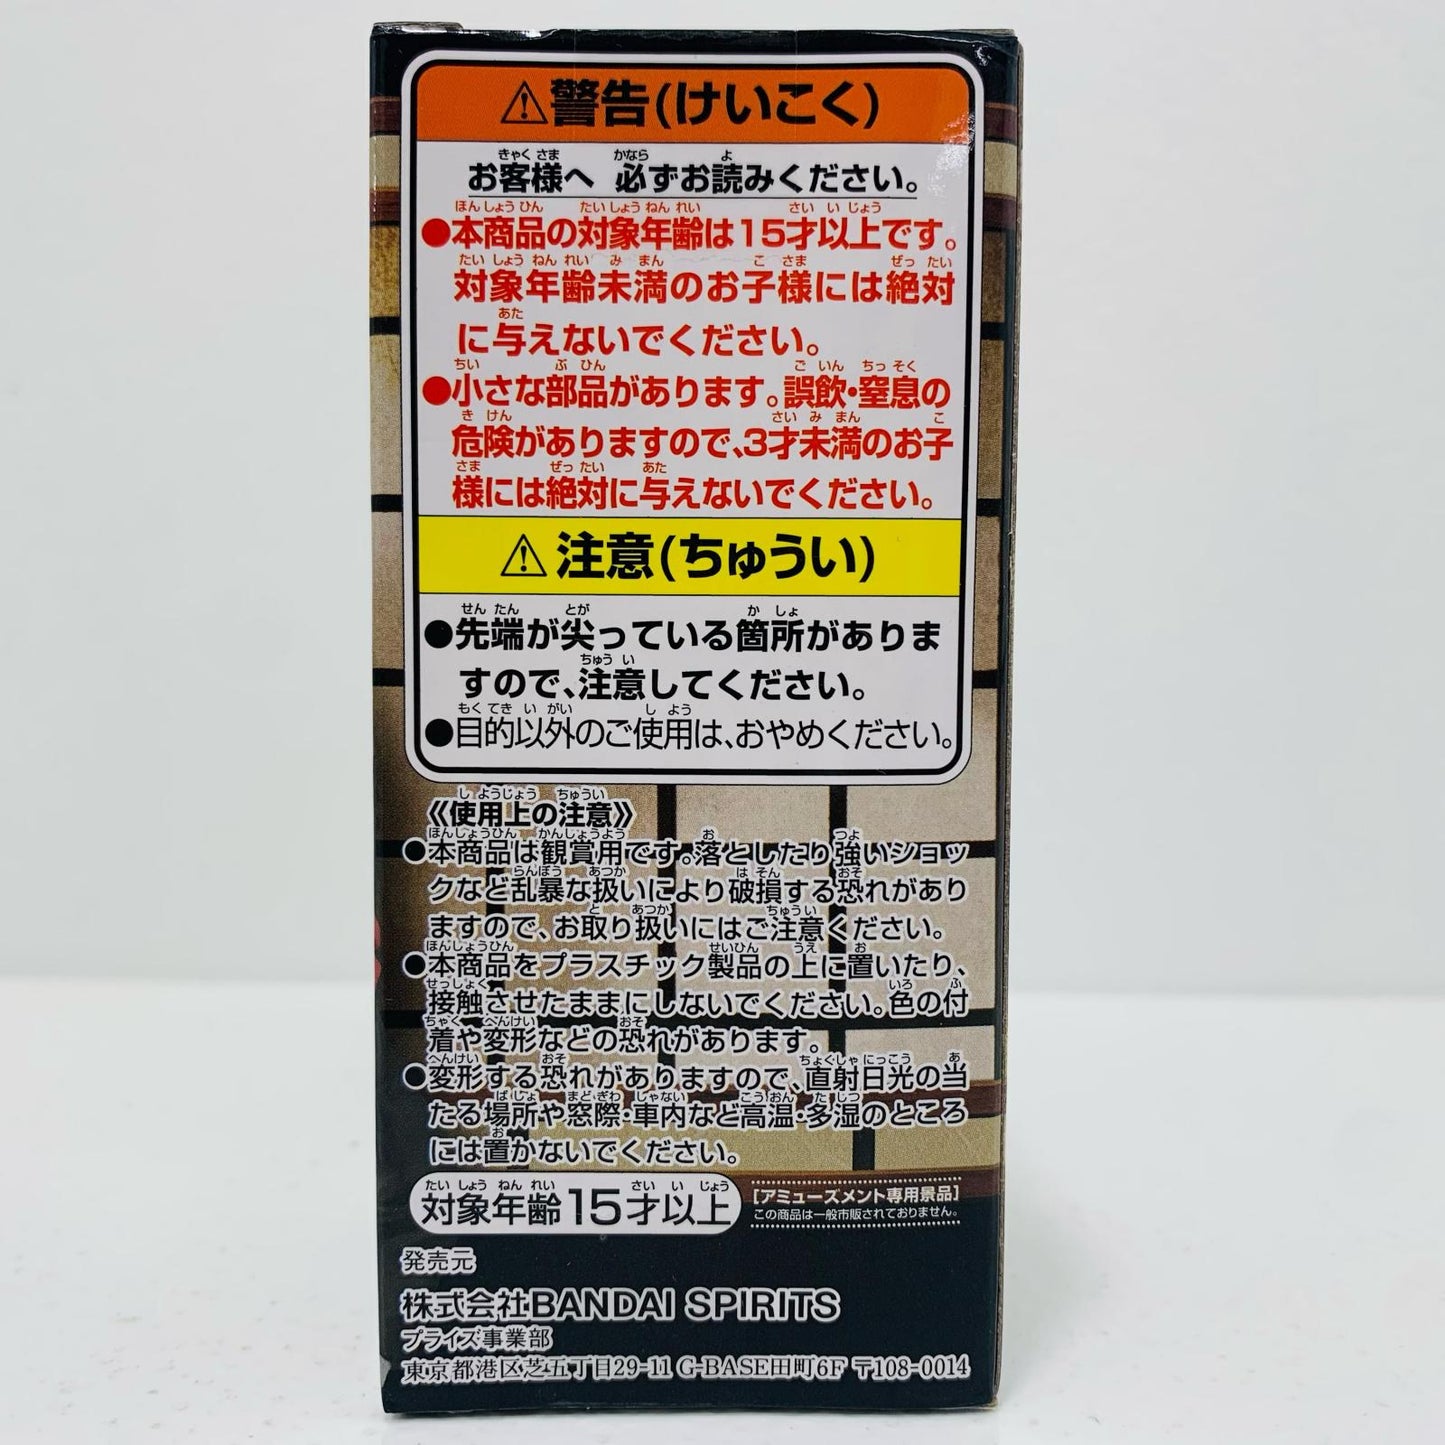 ⚠警告(けいこく)
お客様へ 必ずお読みください。
●本商品の対象年齢は15才以上です。
対象年齢未満のお子様には絶対
に与えないでください。
●小さな部品があります。誤飲・窒息の
危険がありますので、3才未満のお子
様には絶対に与えないでください。
⚠注意(ちゅうい)
●先端が尖っている箇所がありま
すので、注意してください。
●目的以外のご使用は、おやめください。
《使用上の注意》
●本商品は観賞用です。落としたり強いショッ
クなど乱暴な扱いにより破損する恐れがあり
ますので、お取り扱いにはご注意ください。
●本商品をプラスチック製品の上に置いたり、
接触させたままにしないでください。色の付
着や変形などの恐れがあります。
●変形する恐れがありますので、直射日光の当
たる場所や窓際・車内など高温・多湿のところ
には置かないでください。
対象年齢15才以上
[アミューズメント専用景品]
この商品は一般市販されておりません。
発売元
株式会社BANDAI SPIRITS
プライズ事業部
東京都港区芝五丁目29-11 G-BASE田町6F 〒108-0014